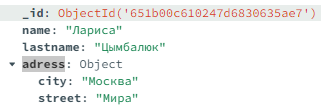 _id: ObjectId('651b00c610247d6830635ae7')
name: "Лариса"
lastname: "Цымбалюк"
adress: Object
city: "Москва"
street: "Мира"